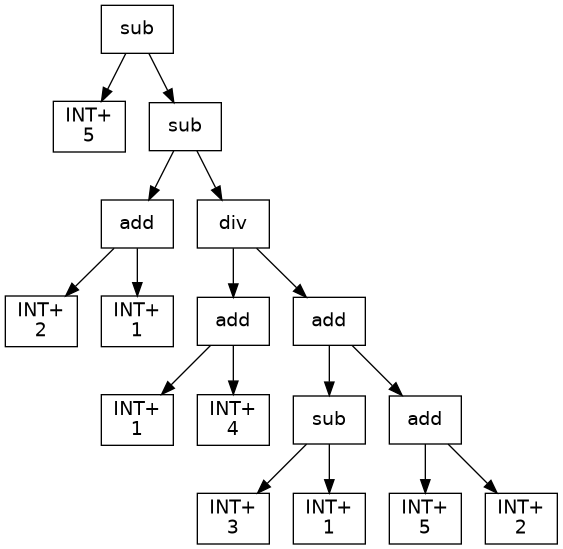 sub
INT+
5
sub
add
div
INT+
2
INT+
1
add
add
INT+
1
INT+
4
sub
add
INT+
3
INT+
1
INT+
5
INT+
2